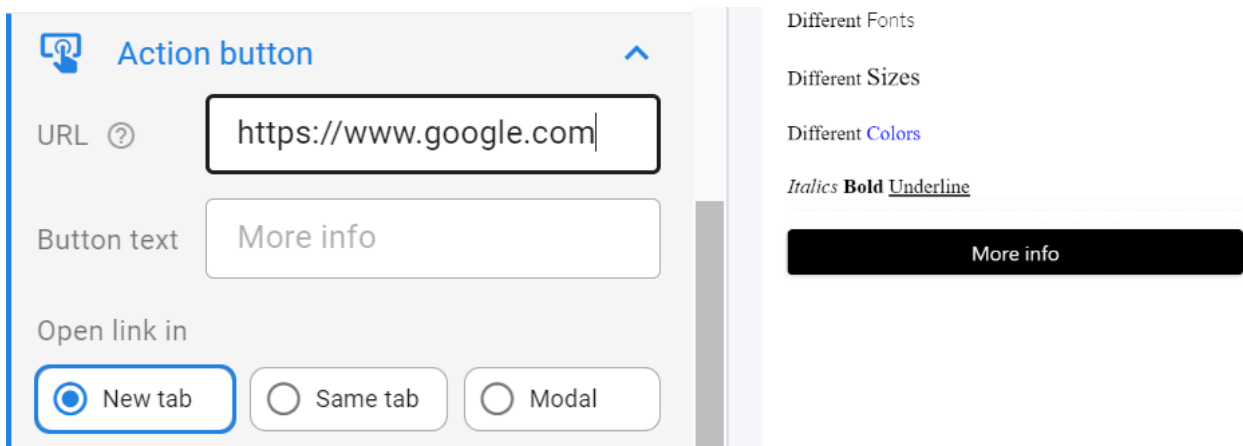 Action button
URL ?
https://www.google.com
Button text
More info
Open link in
New tab
Same tab
Modal
Different Fonts
Different Sizes
Different Colors
Italics Bold Underline
More info